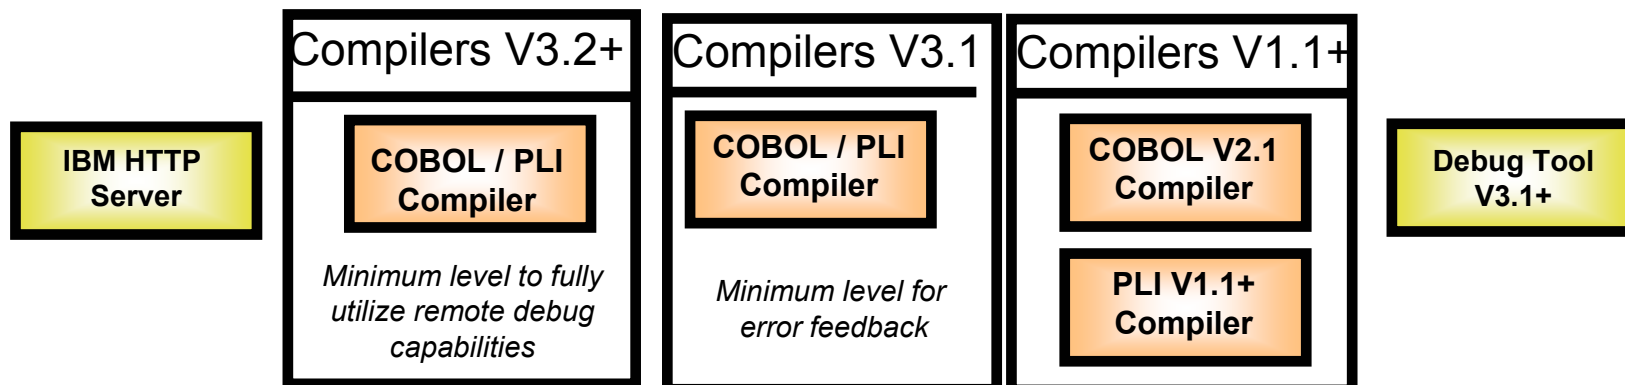 Compilers V3.2+
Compilers V3.1
Compilers V1.1+
IBM HTTP
Server
COBOL / PLI
Compiler
Minimum level to fully
utilize remote debug
capabilities
COBOL / PLI
Compiler
Minimum level for
error feedback
COBOL V2.1
Compiler
PLI V1.1+
Compiler
Debug Tool
V3.1+